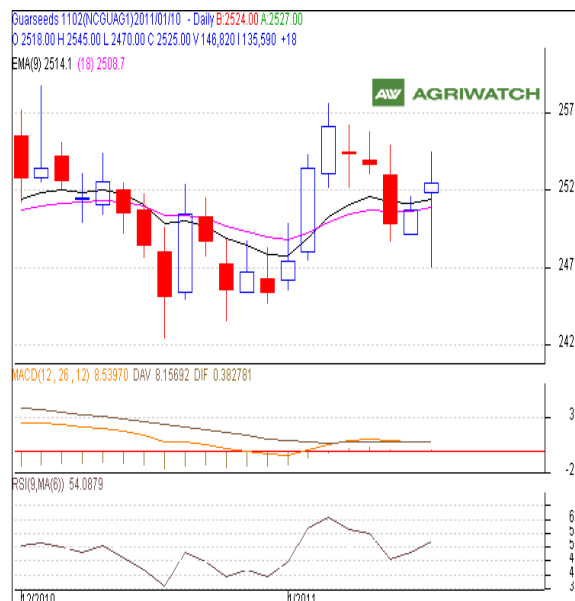 Guarseeds 1102(NCGUAG1)2011/01/10 - Daily B:2524.00 A:2527.00
O 2518.00 H 2545.00 L 2470.00 C 2525.00 V 146,820 I 135,590 +18
EMA(9) 2514.1 (18) 2508.7
AW AGRIWATCH
257
252
247
242
MACD(12,26,12) 8.53970 DAV 8.15692 DIF 0.382781
3
-2
RSI(9,MA(6)) 54.0879
6
5
5
4
4
3
12/2010
1/2011